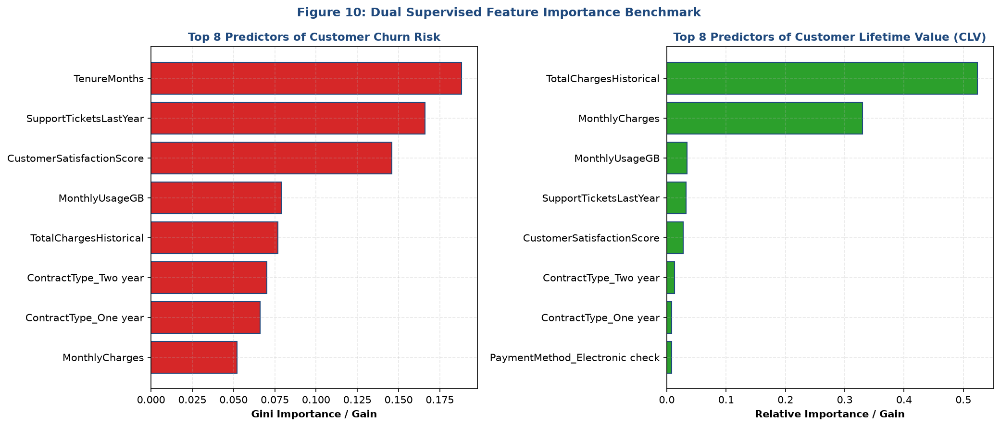 Figure 10: Dual Supervised Feature Importance Benchmark
Top 8 Predictors of Customer Churn Risk
TenureMonths
SupportTicketsLastYear
CustomerSatisfactionScore
MonthlyUsageGB
TotalChargesHistorical
ContractType_Two year
ContractType_One year
MonthlyCharges
0.000 0.025 0.050 0.075 0.100 0.125 0.150 0.175
Gini Importance / Gain
Top 8 Predictors of Customer Lifetime Value (CLV)
TotalChargesHistorical
MonthlyCharges
MonthlyUsageGB
SupportTicketsLastYear
CustomerSatisfactionScore
ContractType_Two year
ContractType_One year
PaymentMethod_Electronic check
0.0 0.1 0.2 0.3 0.4 0.5
Relative Importance / Gain